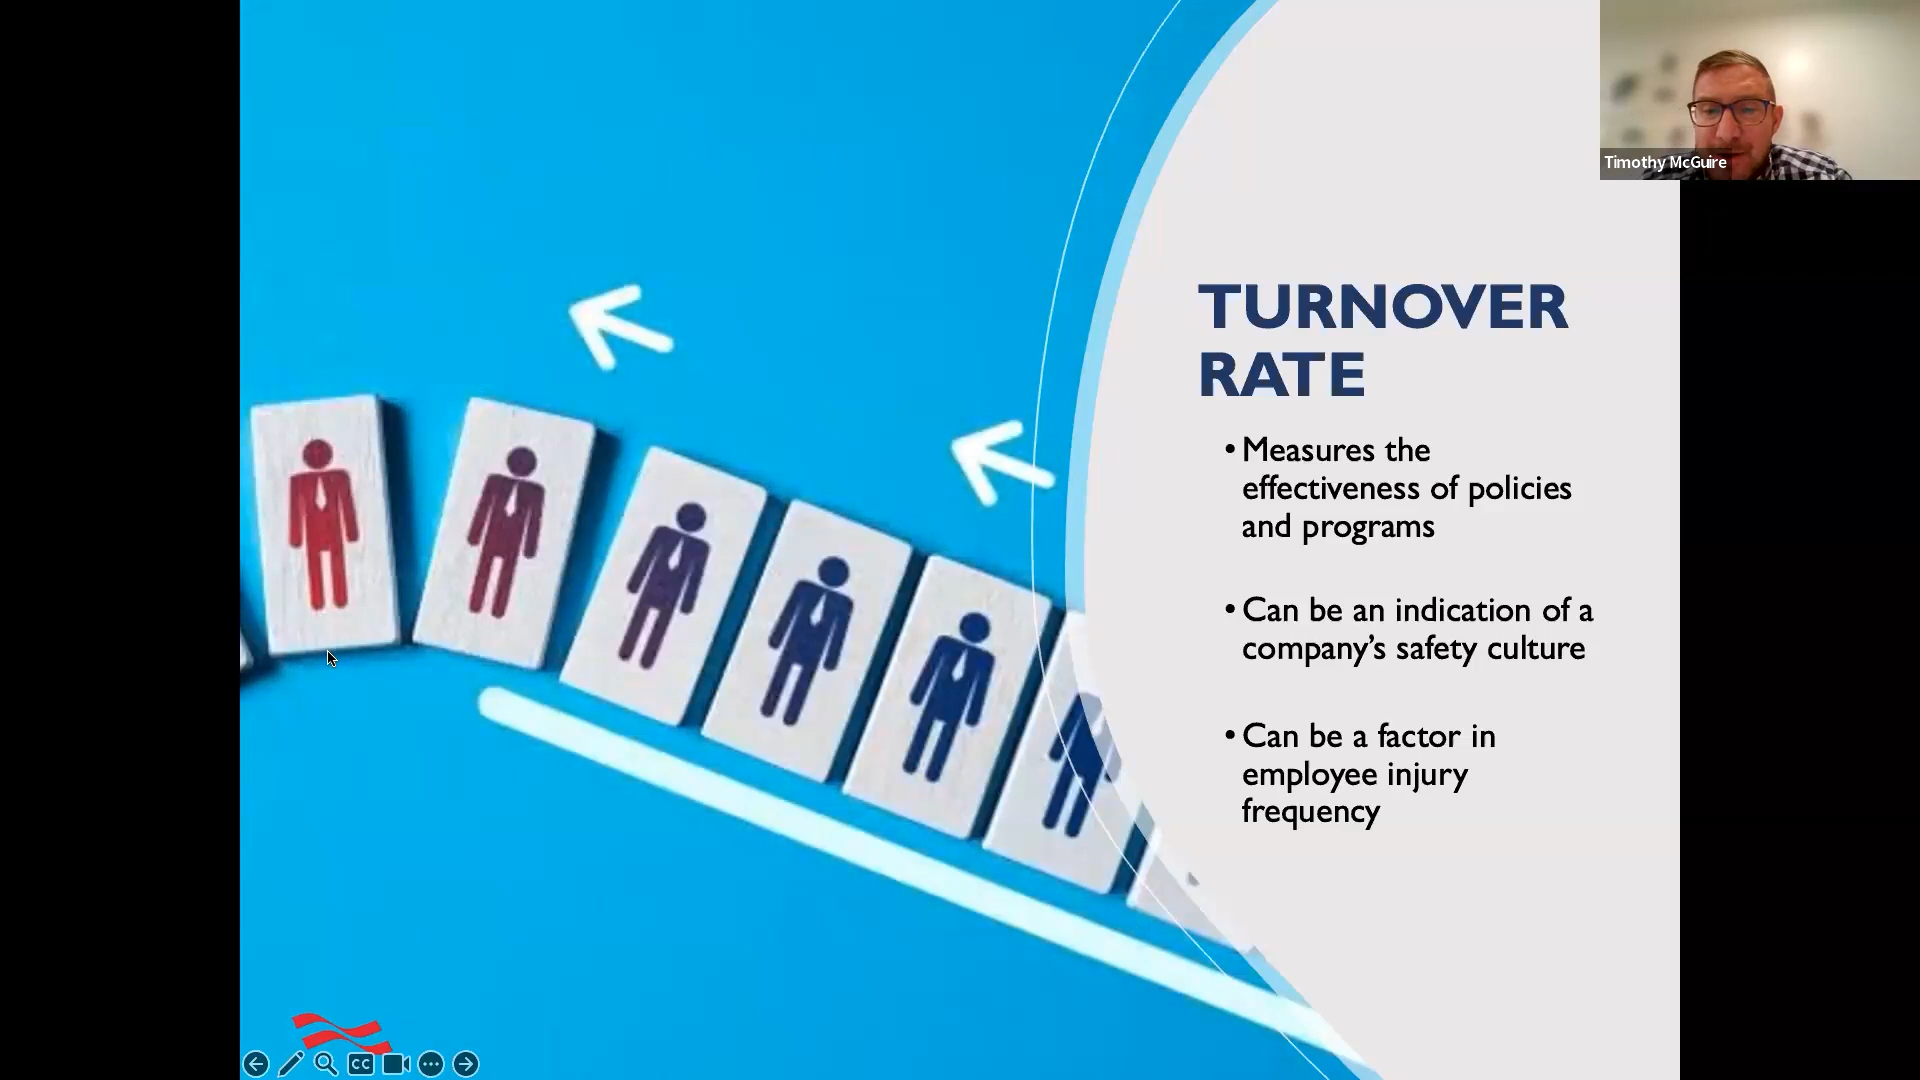 Timothy McGuire
TURNOVER
RATE
• Measures the
effectiveness of policies
and programs
• Can be an indication of a
company’s safety culture
• Can be a factor in
employee injury
frequency
CC